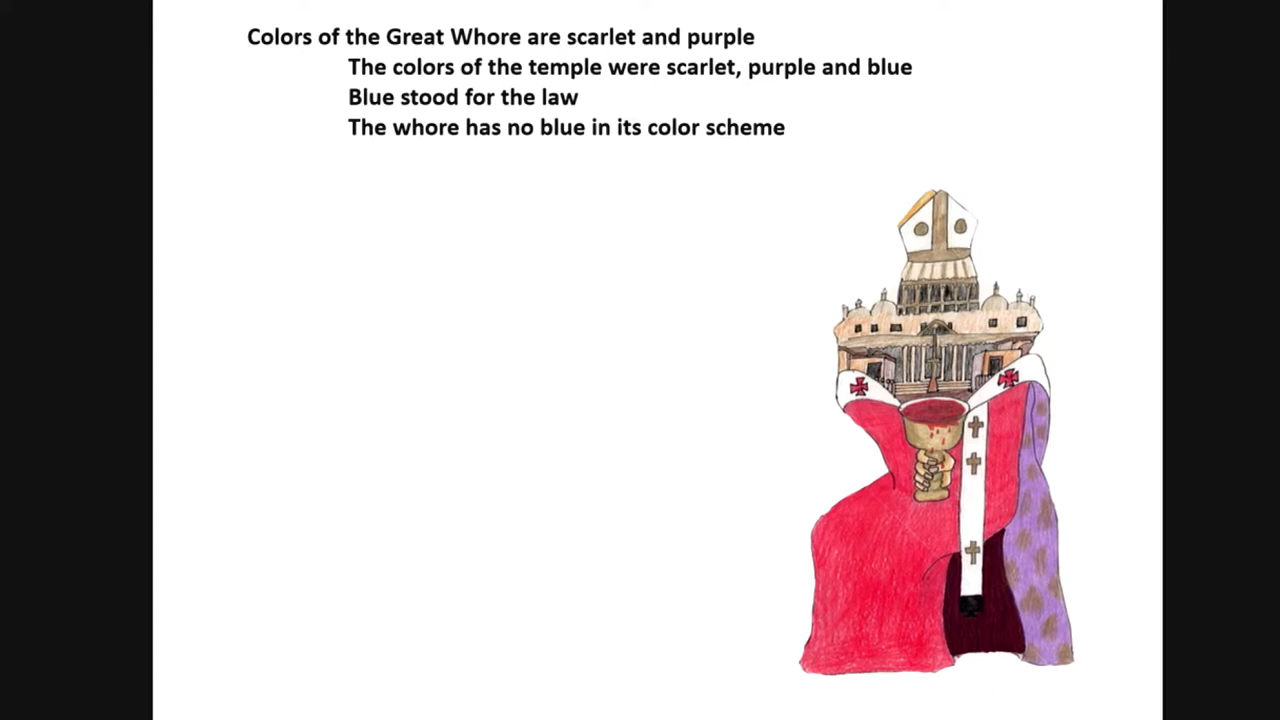 Colors of the Great Whore are scarlet and purple
The colors of the temple were scarlet, purple and blue
Blue stood for the law
The whore has no blue in its color scheme